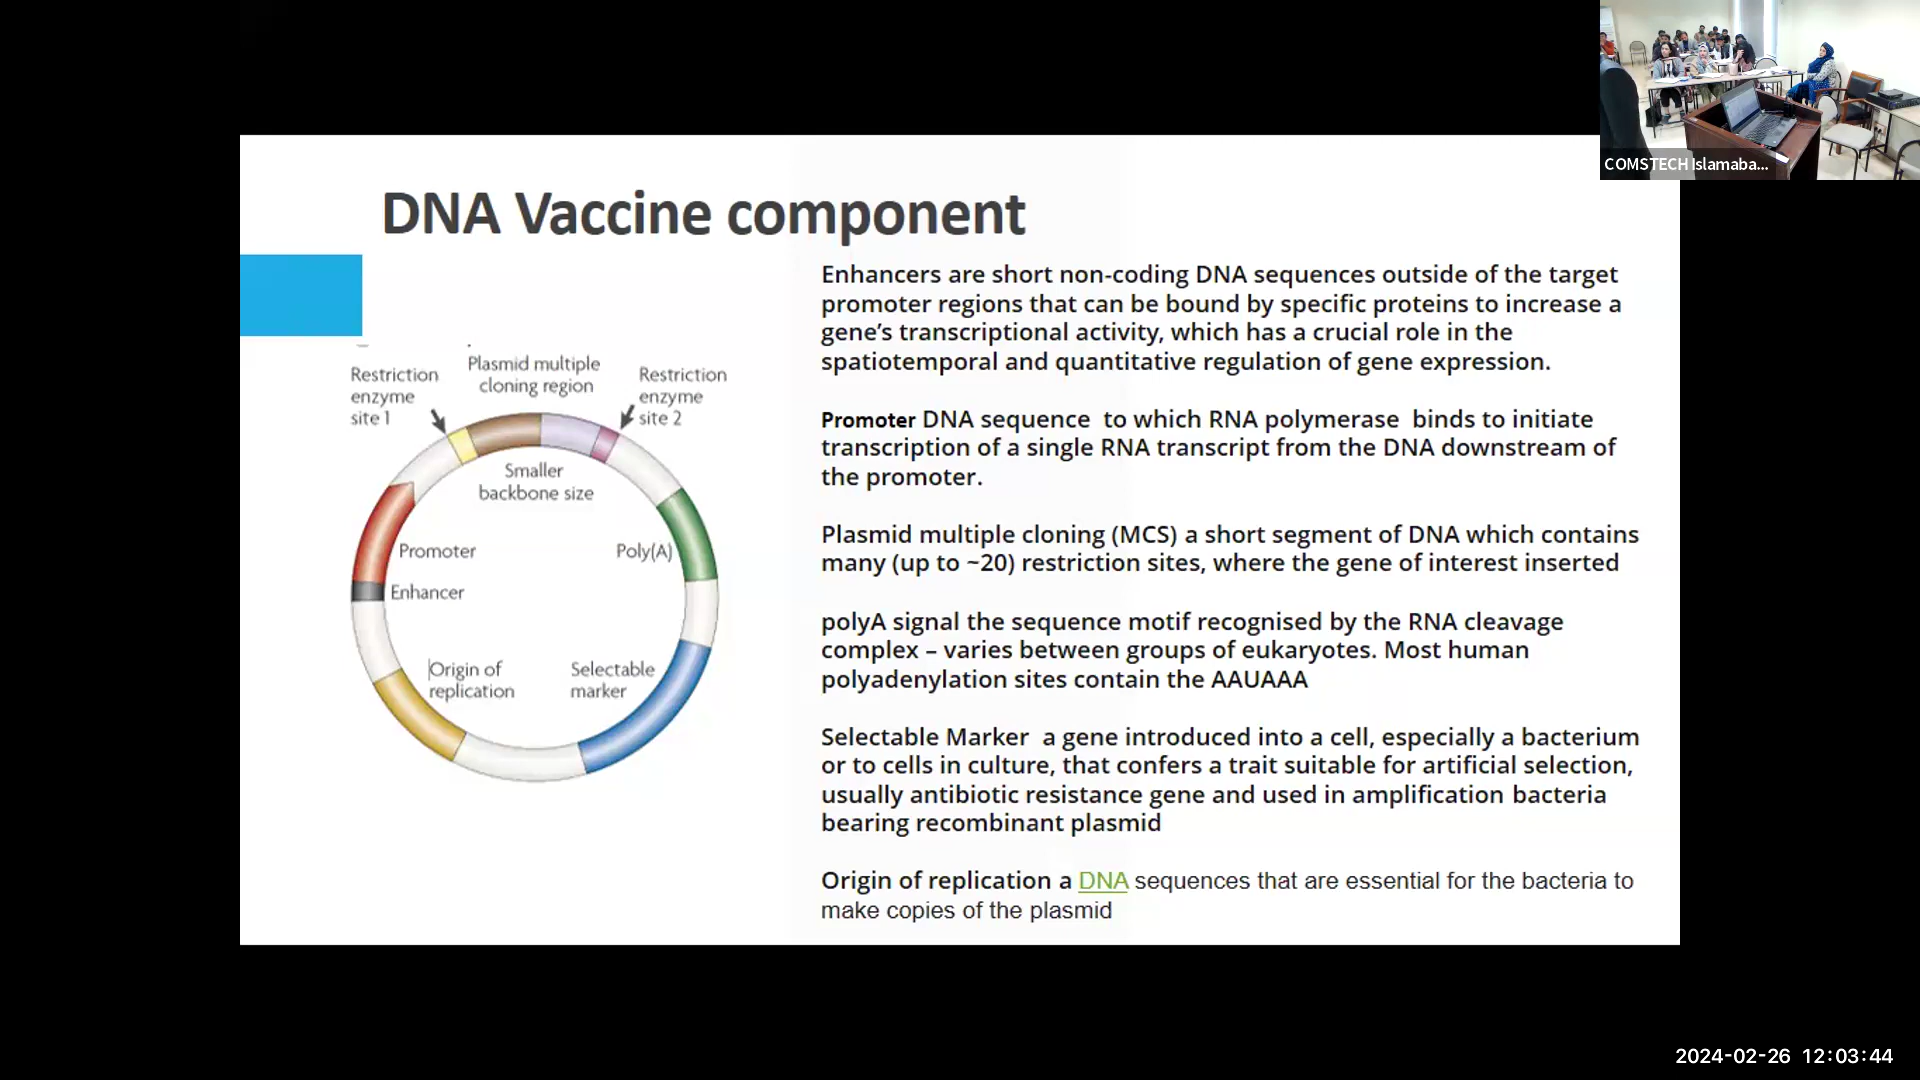 COMSTECH Islamaba...
DNA Vaccine component
Enhancers are short non-coding DNA sequences outside of the target
promoter regions that can be bound by specific proteins to increase a
gene's transcriptional activity, which has a crucial role in the
spatiotemporal and quantitative regulation of gene expression.
Promoter DNA sequence to which RNA polymerase binds to initiate
transcription of a single RNA transcript from the DNA downstream of
the promoter.
Plasmid multiple cloning (MCS) a short segment of DNA which contains
many (up to ~20) restriction sites, where the gene of interest inserted
polyA signal the sequence motif recognised by the RNA cleavage
complex – varies between groups of eukaryotes. Most human
polyadenylation sites contain the AAUAAA
Selectable Marker a gene introduced into a cell, especially a bacterium
or to cells in culture, that confers a trait suitable for artificial selection,
usually antibiotic resistance gene and used in amplification bacteria
bearing recombinant plasmid
Origin of replication a DNA sequences that are essential for the bacteria to
make copies of the plasmid
Restriction
enzyme
site 1
Plasmid multiple
cloning region
Restriction
enzyme
site 2
Smaller
backbone size
Promoter
Poly(A)
Enhancer
Origin of
replication
Selectable
marker
2024-02-26 12:03:44